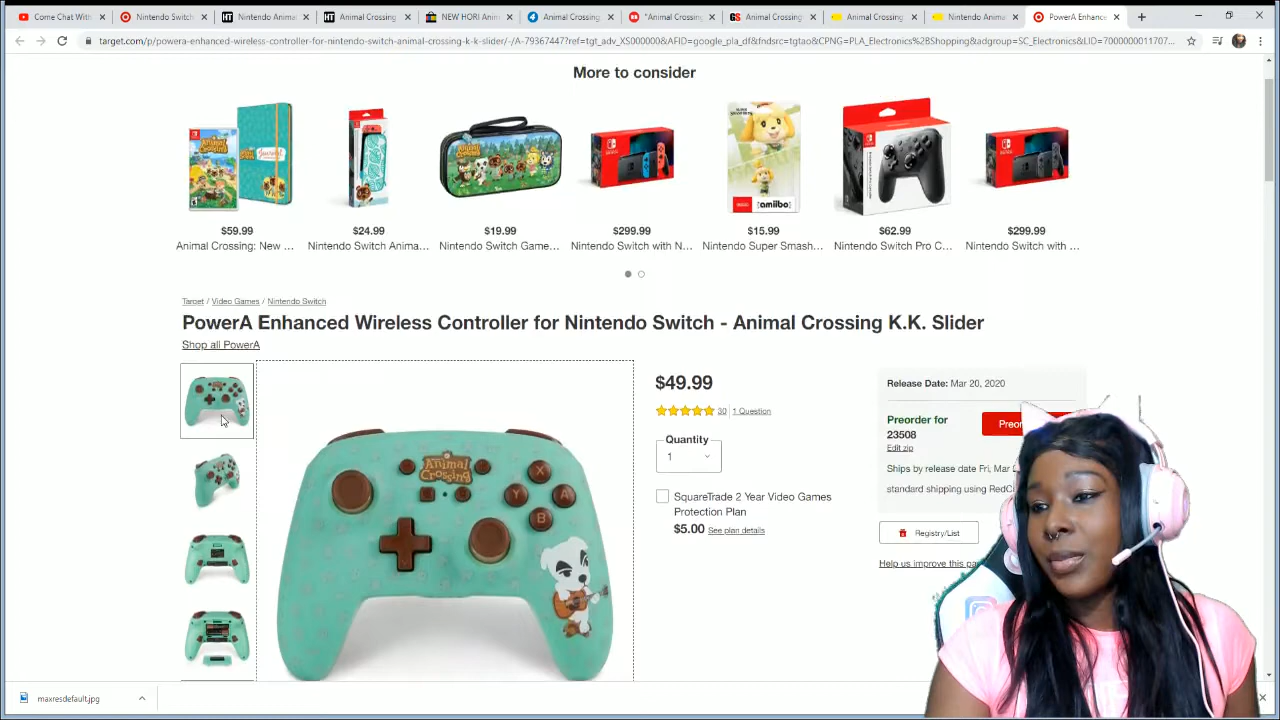 Come Chat With
Nintendo Switch
Nintendo Animal
Animal Crossing
NEW HORI Anim
Animal Crossing
"Animal Crossing
Animal Crossing
Animal Crossing
Nintendo Anima
PowerA Enhance
target.com/p/powera-enhanced-wireless-controller-for-nintendo-switch-animal-crossing-k-k-slider/-/A-79367447?ref=tgt_adv_XS000000&AFID=google_pla_df&fndsrc=tgtao&CPNG=PLA_Electronics%2BShopping&adgroup=SC_Electronics&LID=7000000011707...
More to consider
$59.99
Animal Crossing: New ...
$24.99
Nintendo Switch Anima...
$19.99
Nintendo Switch Game...
$299.99
Nintendo Switch with N...
$15.99
Nintendo Super Smash...
$62.99
Nintendo Switch Pro C...
$299.99
Nintendo Switch with ...
amiibo
Target / Video Games / Nintendo Switch
PowerA Enhanced Wireless Controller for Nintendo Switch - Animal Crossing K.K. Slider
Shop all PowerA
ANIMAL
CROSSING
X
Y
A
B
$49.99
30
1 Question
Quantity
1
SquareTrade 2 Year Video Games
Protection Plan
$5.00 See plan details
Release Date: Mar 20, 2020
Preorder for
23508
Edit zip
Preor
Ships by release date Fri, Mar
standard shipping using RedC
Registry/List
Help us improve this pa
maxresdefault.jpg